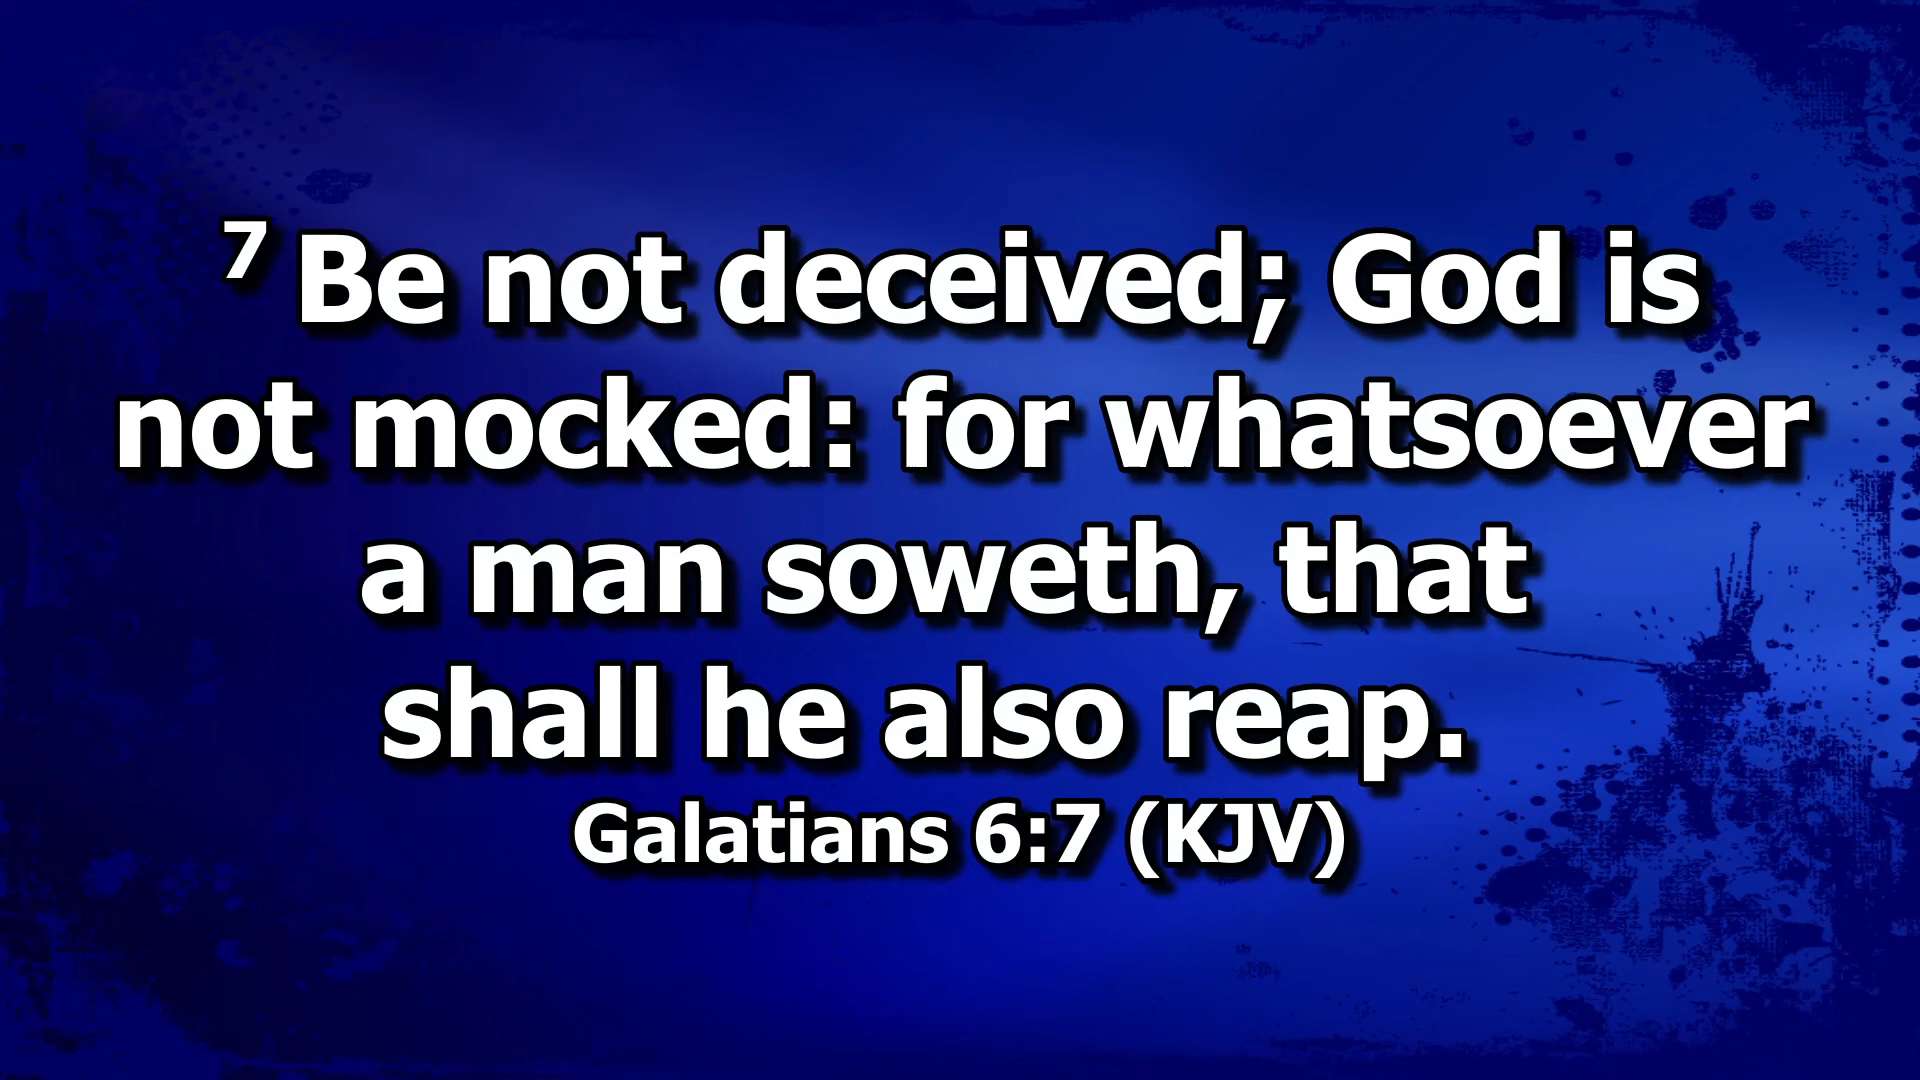 7 Be not deceived; God is
not mocked: for whatsoever
a man soweth, that
shall he also reap.
Galatians 6:7 (KJV)